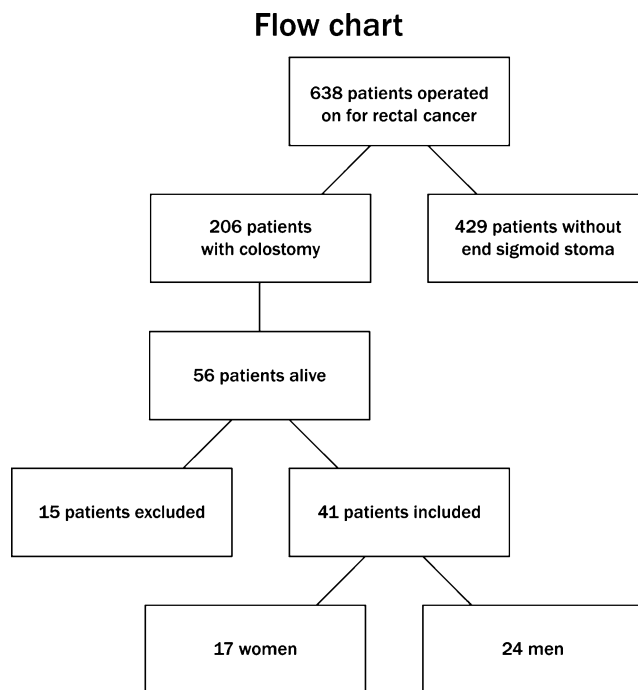 Flow chart
638 patients operated
on for rectal cancer
206 patients
with colostomy
429 patients without
end sigmoid stoma
56 patients alive
15 patients excluded
41 patients included
17 women
24 men